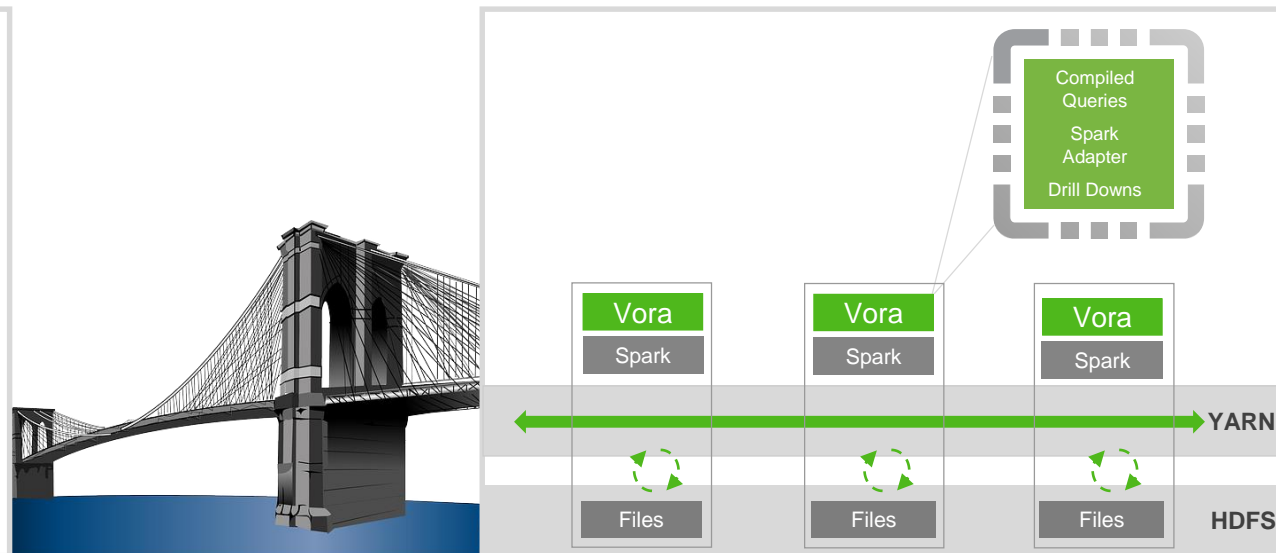 Compiled
Queries
Spark
Adapter
Drill Downs
Vora
Vora
Vora
Spark
Spark
Spark
YARN
Files
Files
Files
HDFS